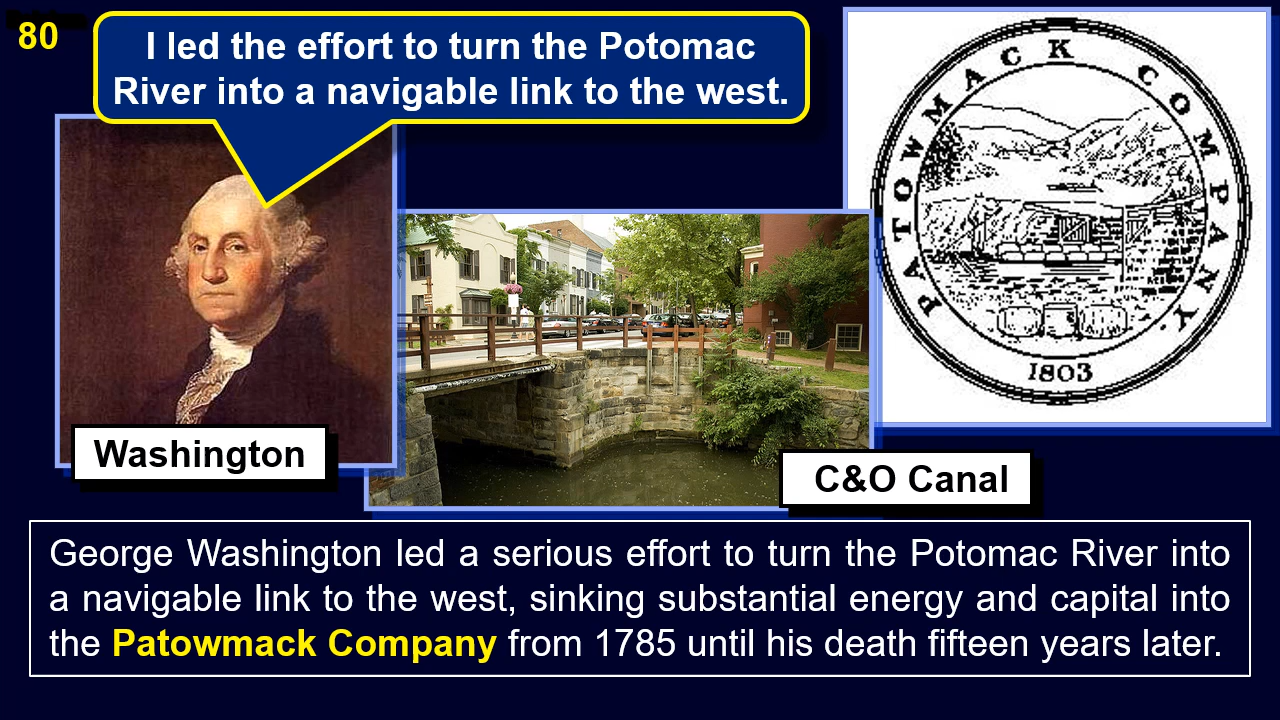 80
I led the effort to turn the Potomac
River into a navigable link to the west.
PATOWMACK COMPANY.
1803
Washington
C&O Canal
George Washington led a serious effort to turn the Potomac River into
a navigable link to the west, sinking substantial energy and capital into
the Patowmack Company from 1785 until his death fifteen years later.